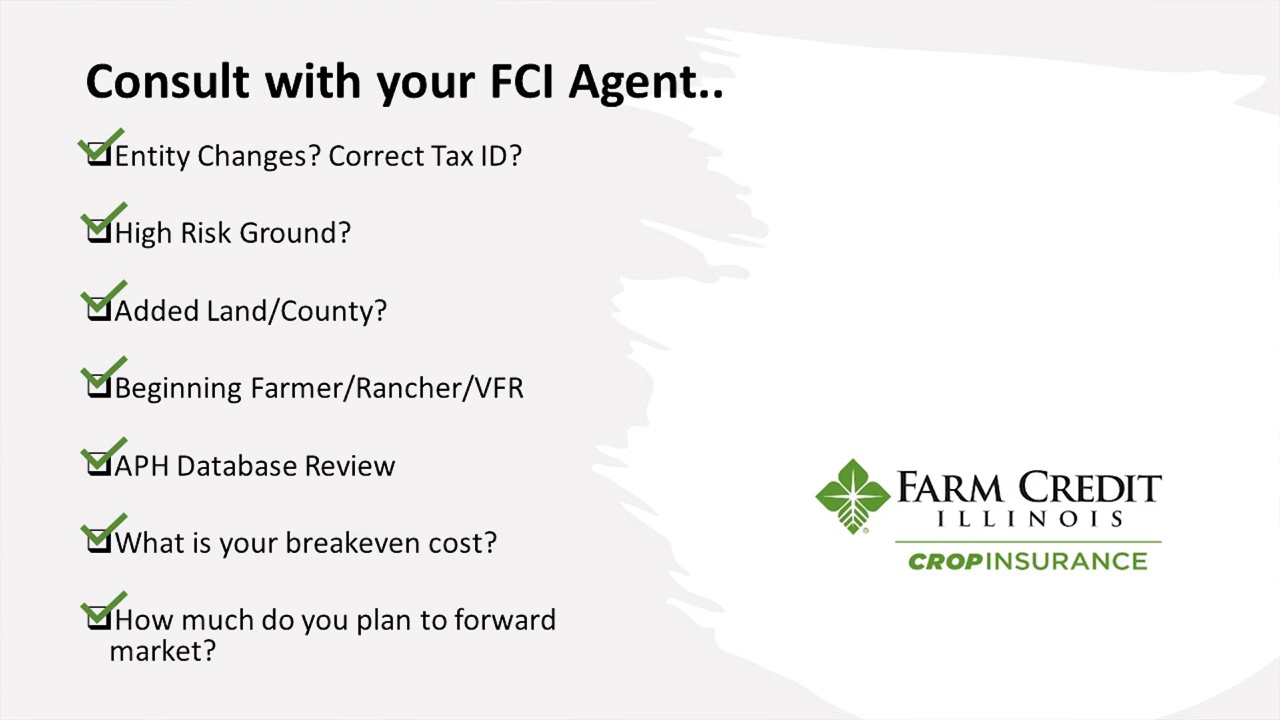 Consult with your FCI Agent..
Entity Changes? Correct Tax ID?
High Risk Ground?
Added Land/County?
Beginning Farmer/Rancher/VFR
APH Database Review
What is your breakeven cost?
How much do you plan to forward
market?
FARM CREDIT
ILLINOIS
®
CROPINSURANCE